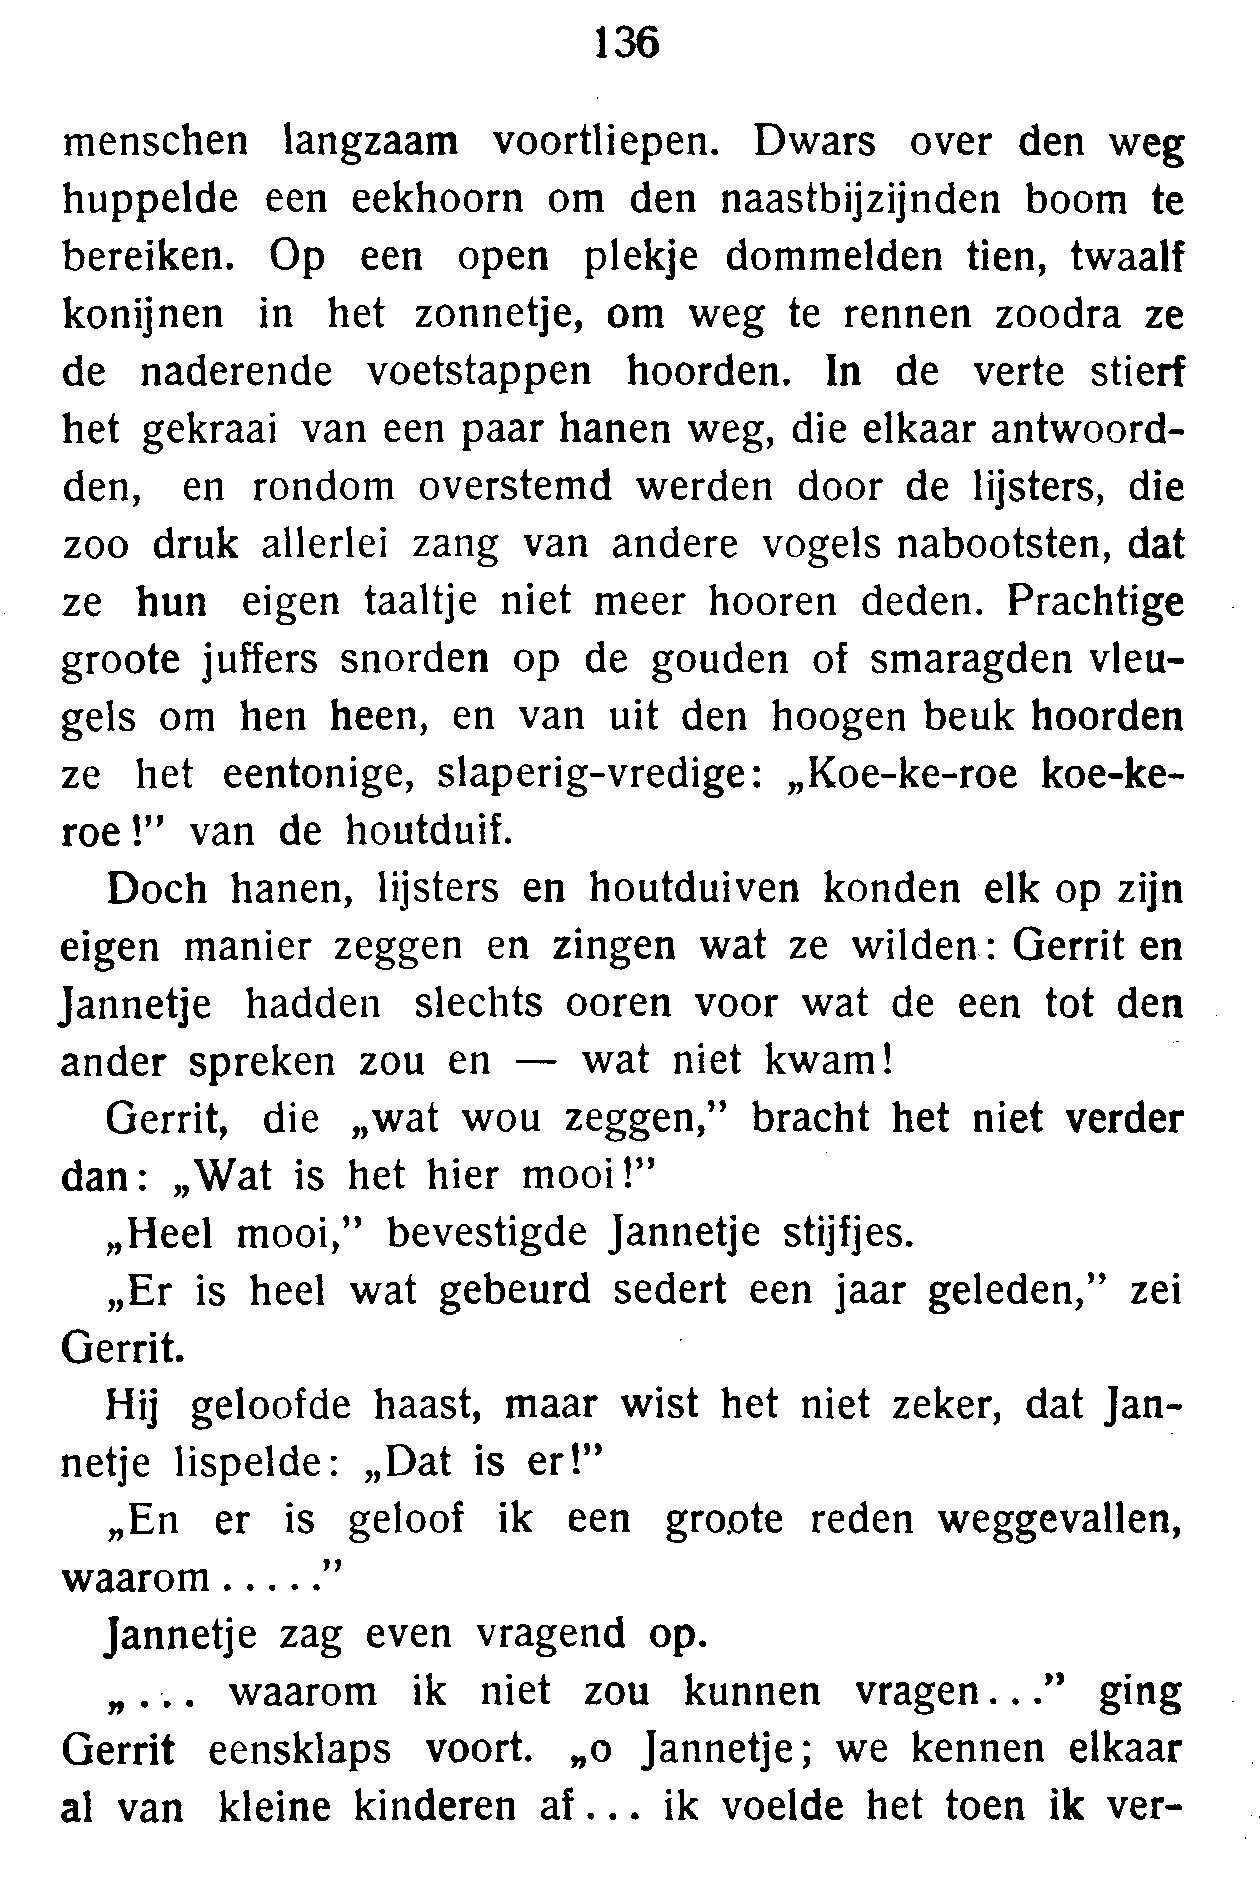 136
menschen langzaam voortliepen. Dwars over den weg
huppelde een eekhoorn om den naastbijzijnden boom te
bereiken. Op een open plekje dommelden tien, twaalf
konijnen in het zonnetje, om weg te rennen zoodra ze
de naderende voetstappen hoorden. In de verte stierf
het gekraai van een paar hanen weg, die elkaar antwoord-
den, en rondom overstemd werden door de lijsters, die
zoo druk allerlei zang van andere vogels nabootsten, dat
ze hun eigen taaltje niet meer hooren deden. Prachtige
groote juffers snorden op de gouden of smaragden vleu-
gels om hen heen, en van uit den hoogen beuk hoorden
ze het eentonige, slaperig-vredige: „Koe-ke-roe koe-ke-
roe!” van de houtduif.
Doch hanen, lijsters en houtduiven konden elk op zijn
eigen manier zeggen en zingen wat ze wilden: Gerrit en
Jannetje hadden slechts ooren voor wat de een tot den
ander spreken zou en — wat niet kwam!
Gerrit, die „wat wou zeggen,” bracht het niet verder
dan: „Wat is het hier mooi!”
„Heel mooi,” bevestigde Jannetje stijfjes.
„Er is heel wat gebeurd sedert een jaar geleden,” zei
Gerrit.
Hij geloofde haast, maar wist het niet zeker, dat Jan-
netje lispelde: „Dat is er!”
„En er is geloof ik een groote reden weggevallen,
waarom . . . . .”
Jannetje zag even vragend op.
„ . . . waarom ik niet zou kunnen vragen . . .” ging
Gerrit eensklaps voort. „o Jannetje; we kennen elkaar
al van kleine kinderen af . . . ik voelde het toen ik ver-